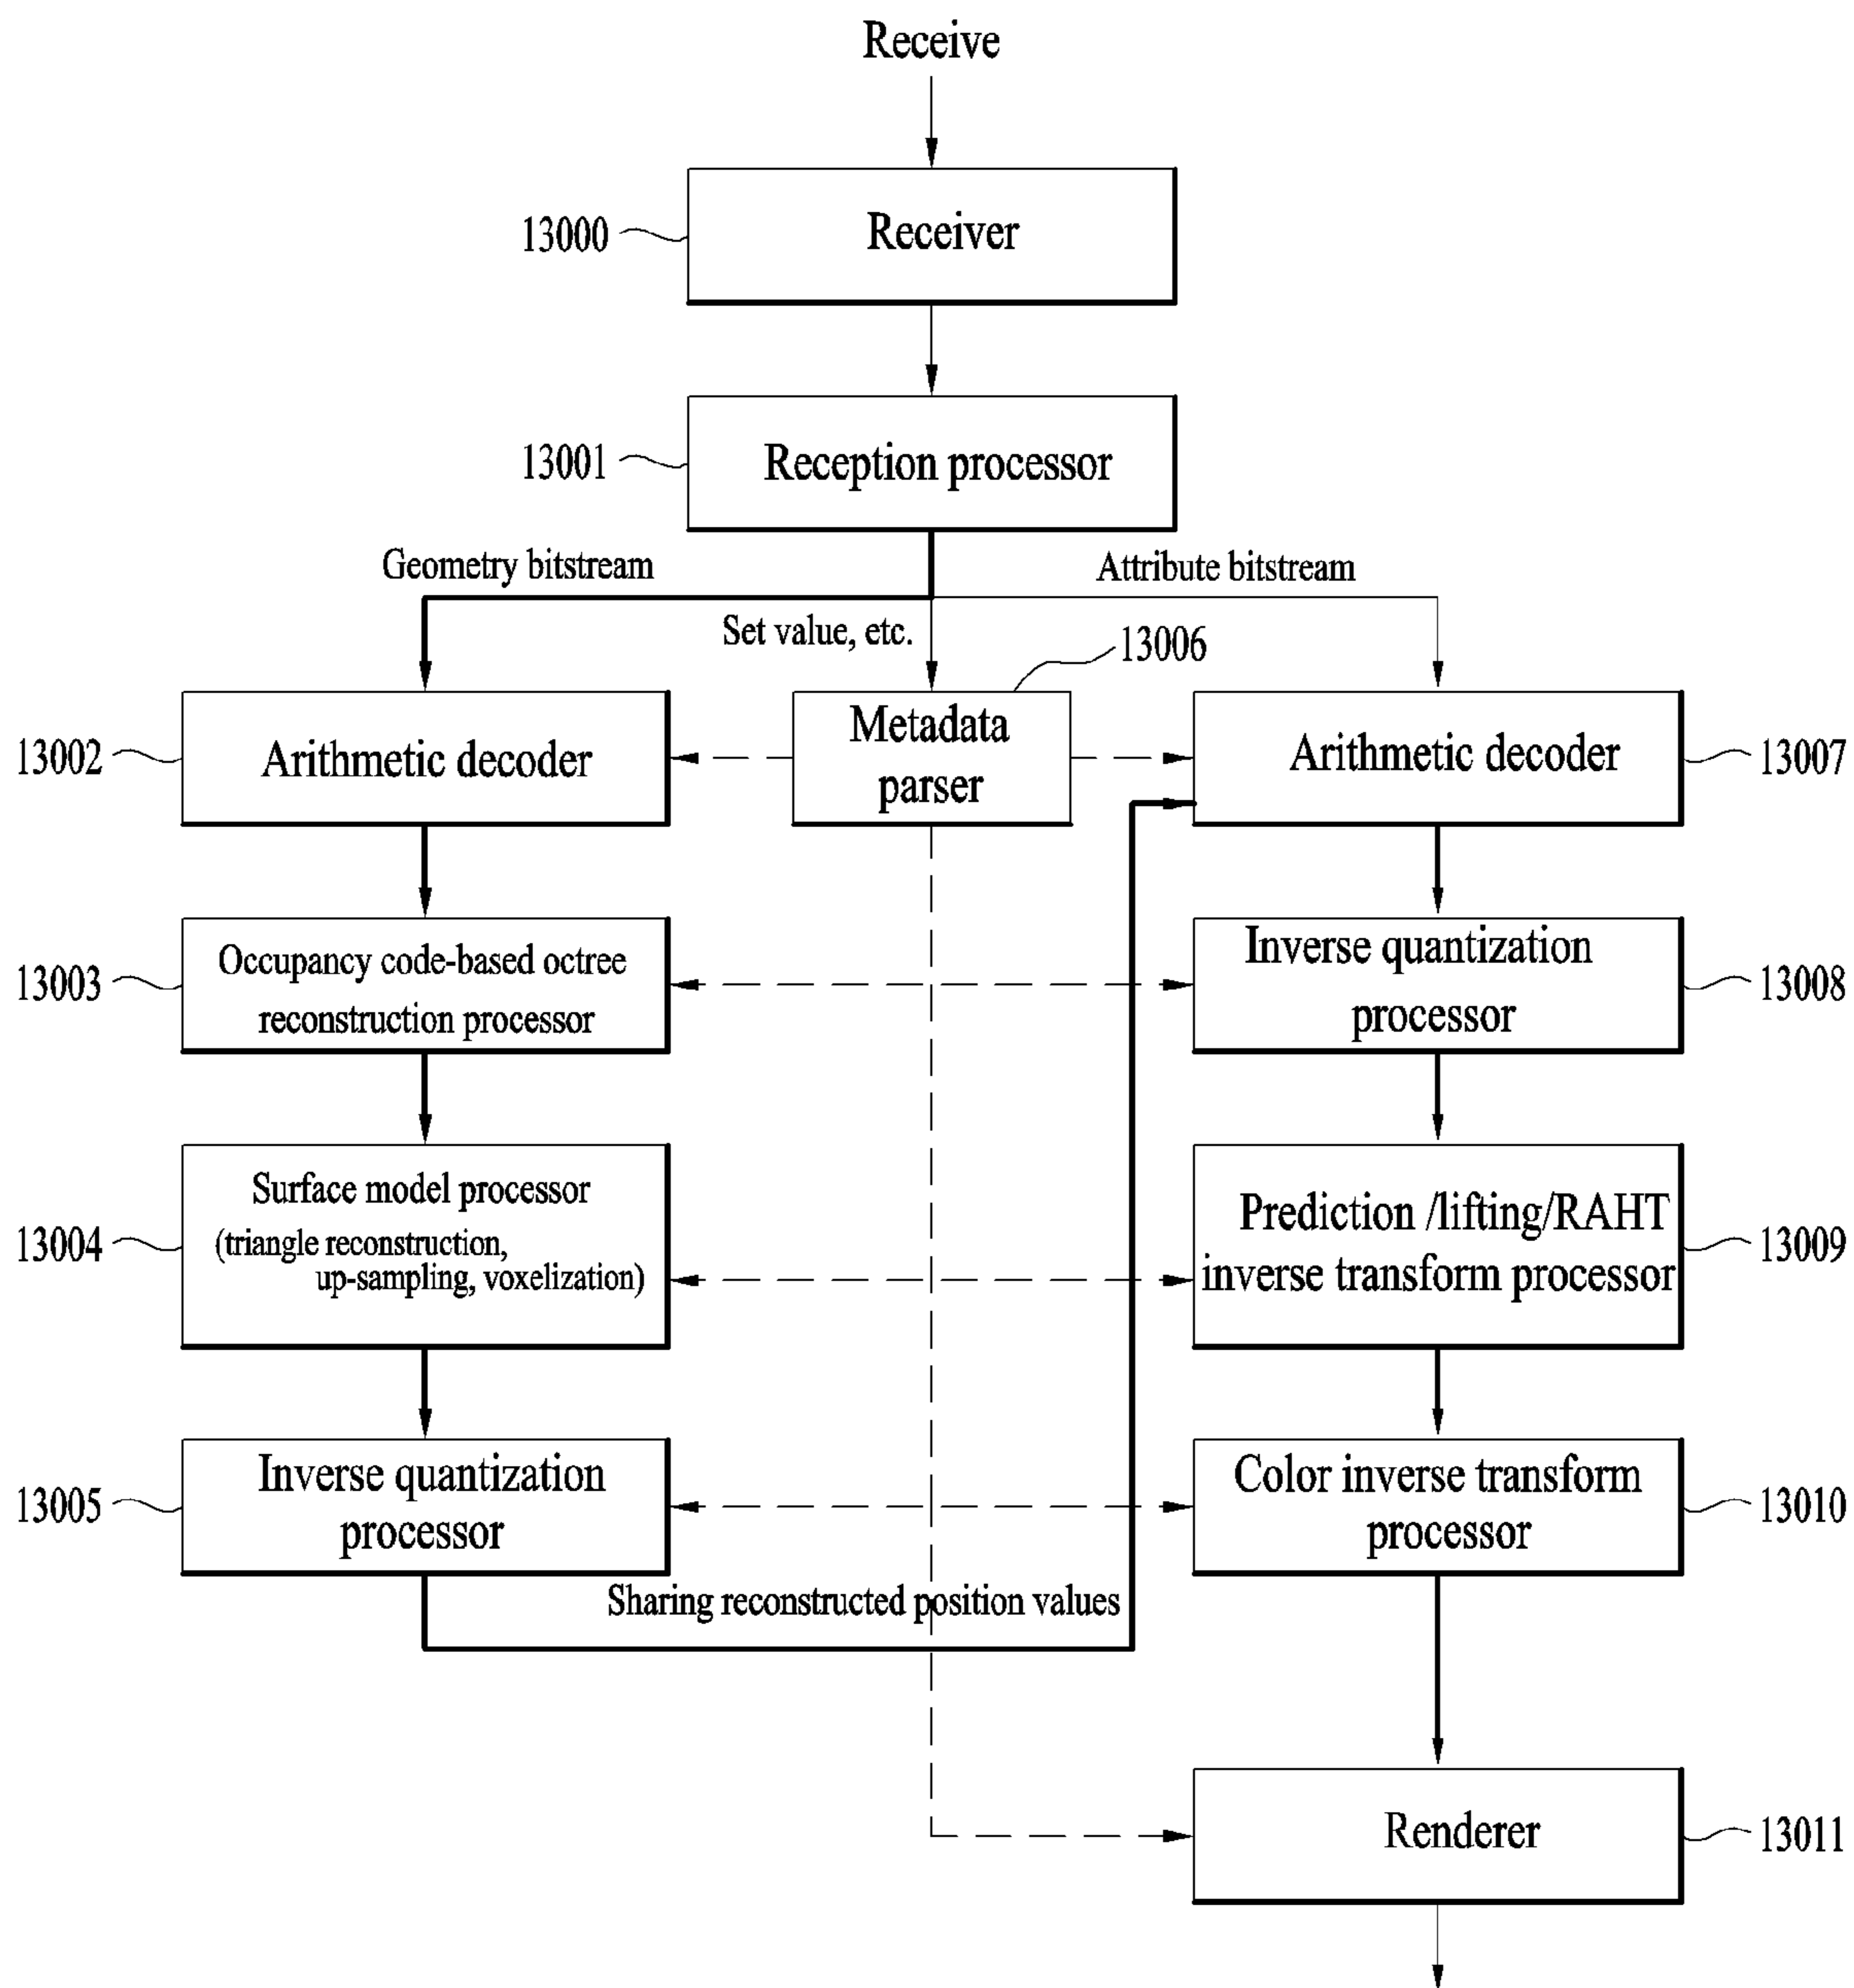 Receive
13000
Receiver
13001
Reception processor
Geometry bitstream
Attribute bitstream
Set value, etc.
13006
13002
Arithmetic decoder
Metadata
parser
Arithmetic decoder
13007
13003
Occupancy code-based octree
reconstruction processor
Inverse quantization
processor
13008
13004
Surface model processor
(triangle reconstruction,
up-sampling, voxelization)
Prediction /lifting/RAHT
inverse transform processor
13009
13005
Inverse quantization
processor
Color inverse transform
processor
13010
Sharing reconstructed position values
Renderer
13011